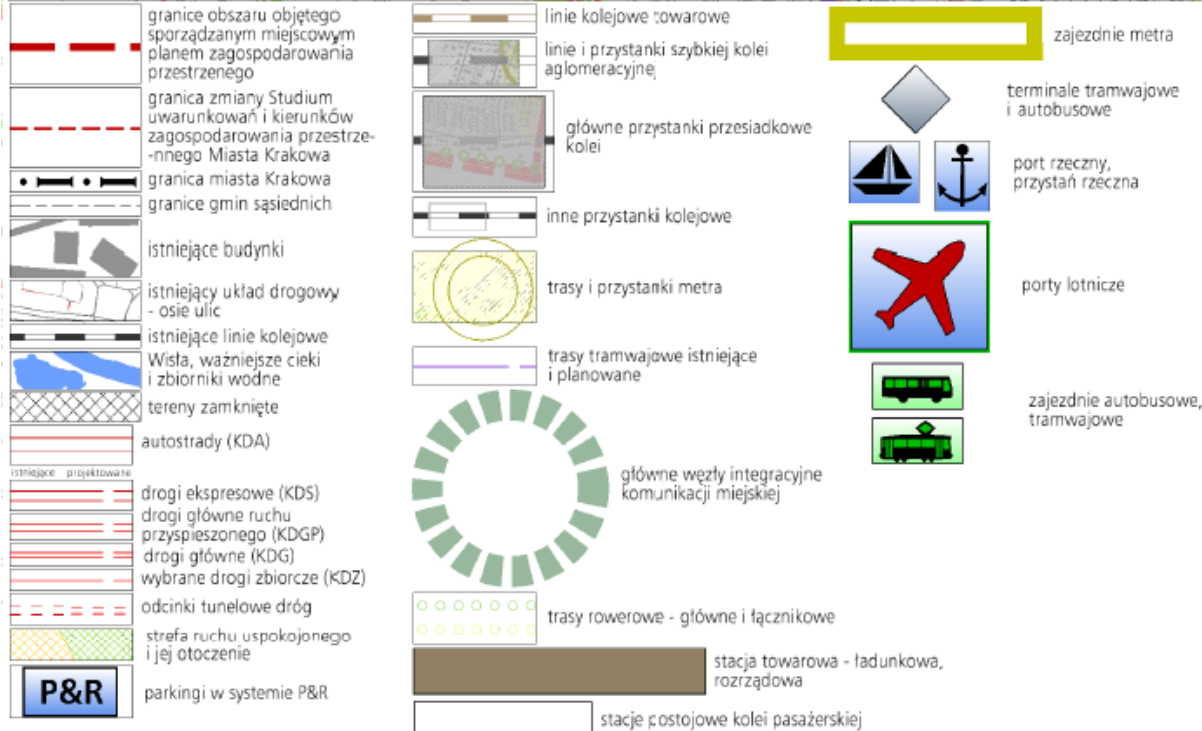 granice obszaru objętego
sporządzanym miejscowym
planem zagospodarowania
przestrzenego
granica zmiany Studium
uwarunkowań i kierunków
zagospodarowania przestrze-
-nnego Miasta Krakowa
granica miasta Krakowa
granice gmin sąsiednich
istniejące budynki
istniejący układ drogowy
- osie ulic
istniejące linie kolejowe
Wisła, ważniejsze cieki
i zbiorniki wodne
tereny zamknięte
autostrady (KDA)
istniejące projektowane
drogi ekspresowe (KDS)
drogi główne ruchu
przyspieszonego (KDGP)
drogi główne (KDG)
wybrane drogi zbiorcze (KDZ)
odcinki tunelowe dróg
strefa ruchu uspokojonego
i jej otoczenie
P&R
parkingi w systemie P&R
linie kolejowe towarowe
linie i przystanki szybkiej kolei
aglomeracyjnej
główne przystanki przesiadkowe
kolei
inne przystanki kolejowe
trasy i przystanki metra
trasy tramwajowe istniejące
i planowane
główne węzły integracyjne
komunikacji miejskiej
trasy rowerowe - główne i łącznikowe
stacja towarowa - ładunkowa,
rozrządowa
stacje postojowe kolei pasażerskiej
zajezdnie metra
terminale tramwajowe
i autobusowe
port rzeczny,
przystań rzeczna
porty lotnicze
zajezdnie autobusowe,
tramwajowe